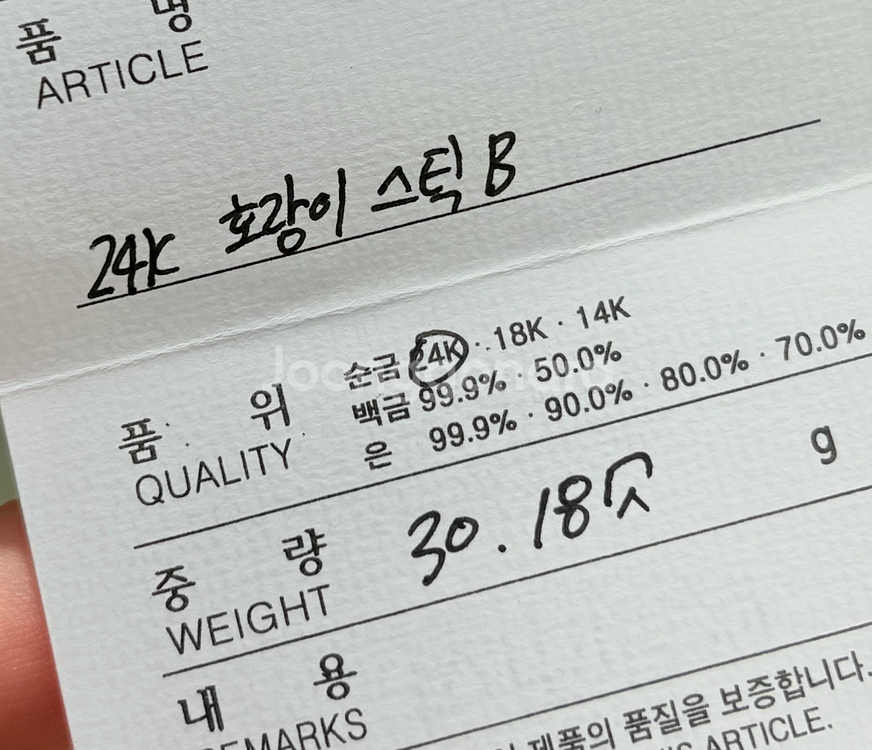 품 명
ARTICLE
24K 호랑이 스틱 B
품 위
QUALITY
순금 24K · 18K · 14K
백금 99.9% · 50.0%
은 99.9% · 90.0% · 80.0% · 70.0%
중 량
WEIGHT
30.18 g
내 용
REMARKS
제품의 품질을 보증합니다.
ARTICLE.